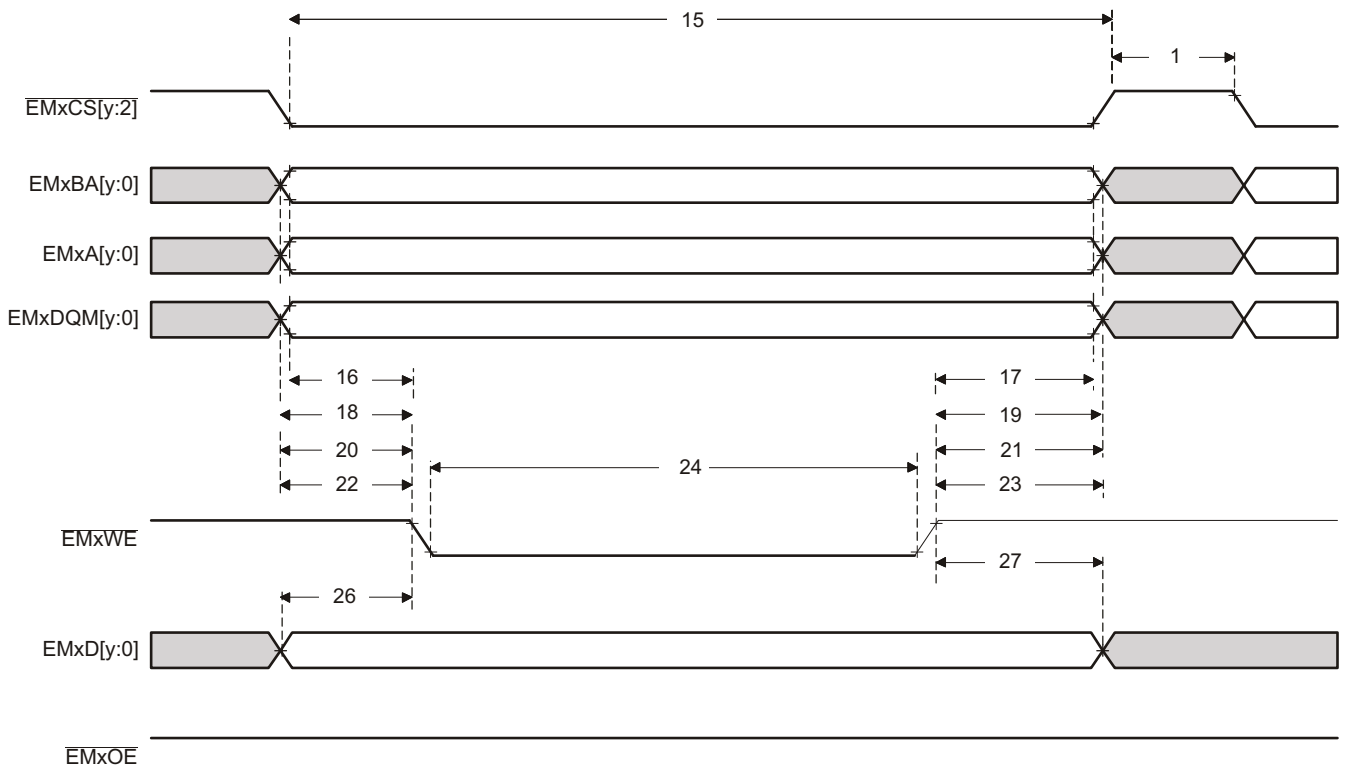 15
1
EMxCS[y:2]
EMxBA[y:0]
EMxA[y:0]
EMxDQM[y:0]
16
17
18
19
20
21
24
22
23
EMxWE
27
26
EMxD[y:0]
EMxOE